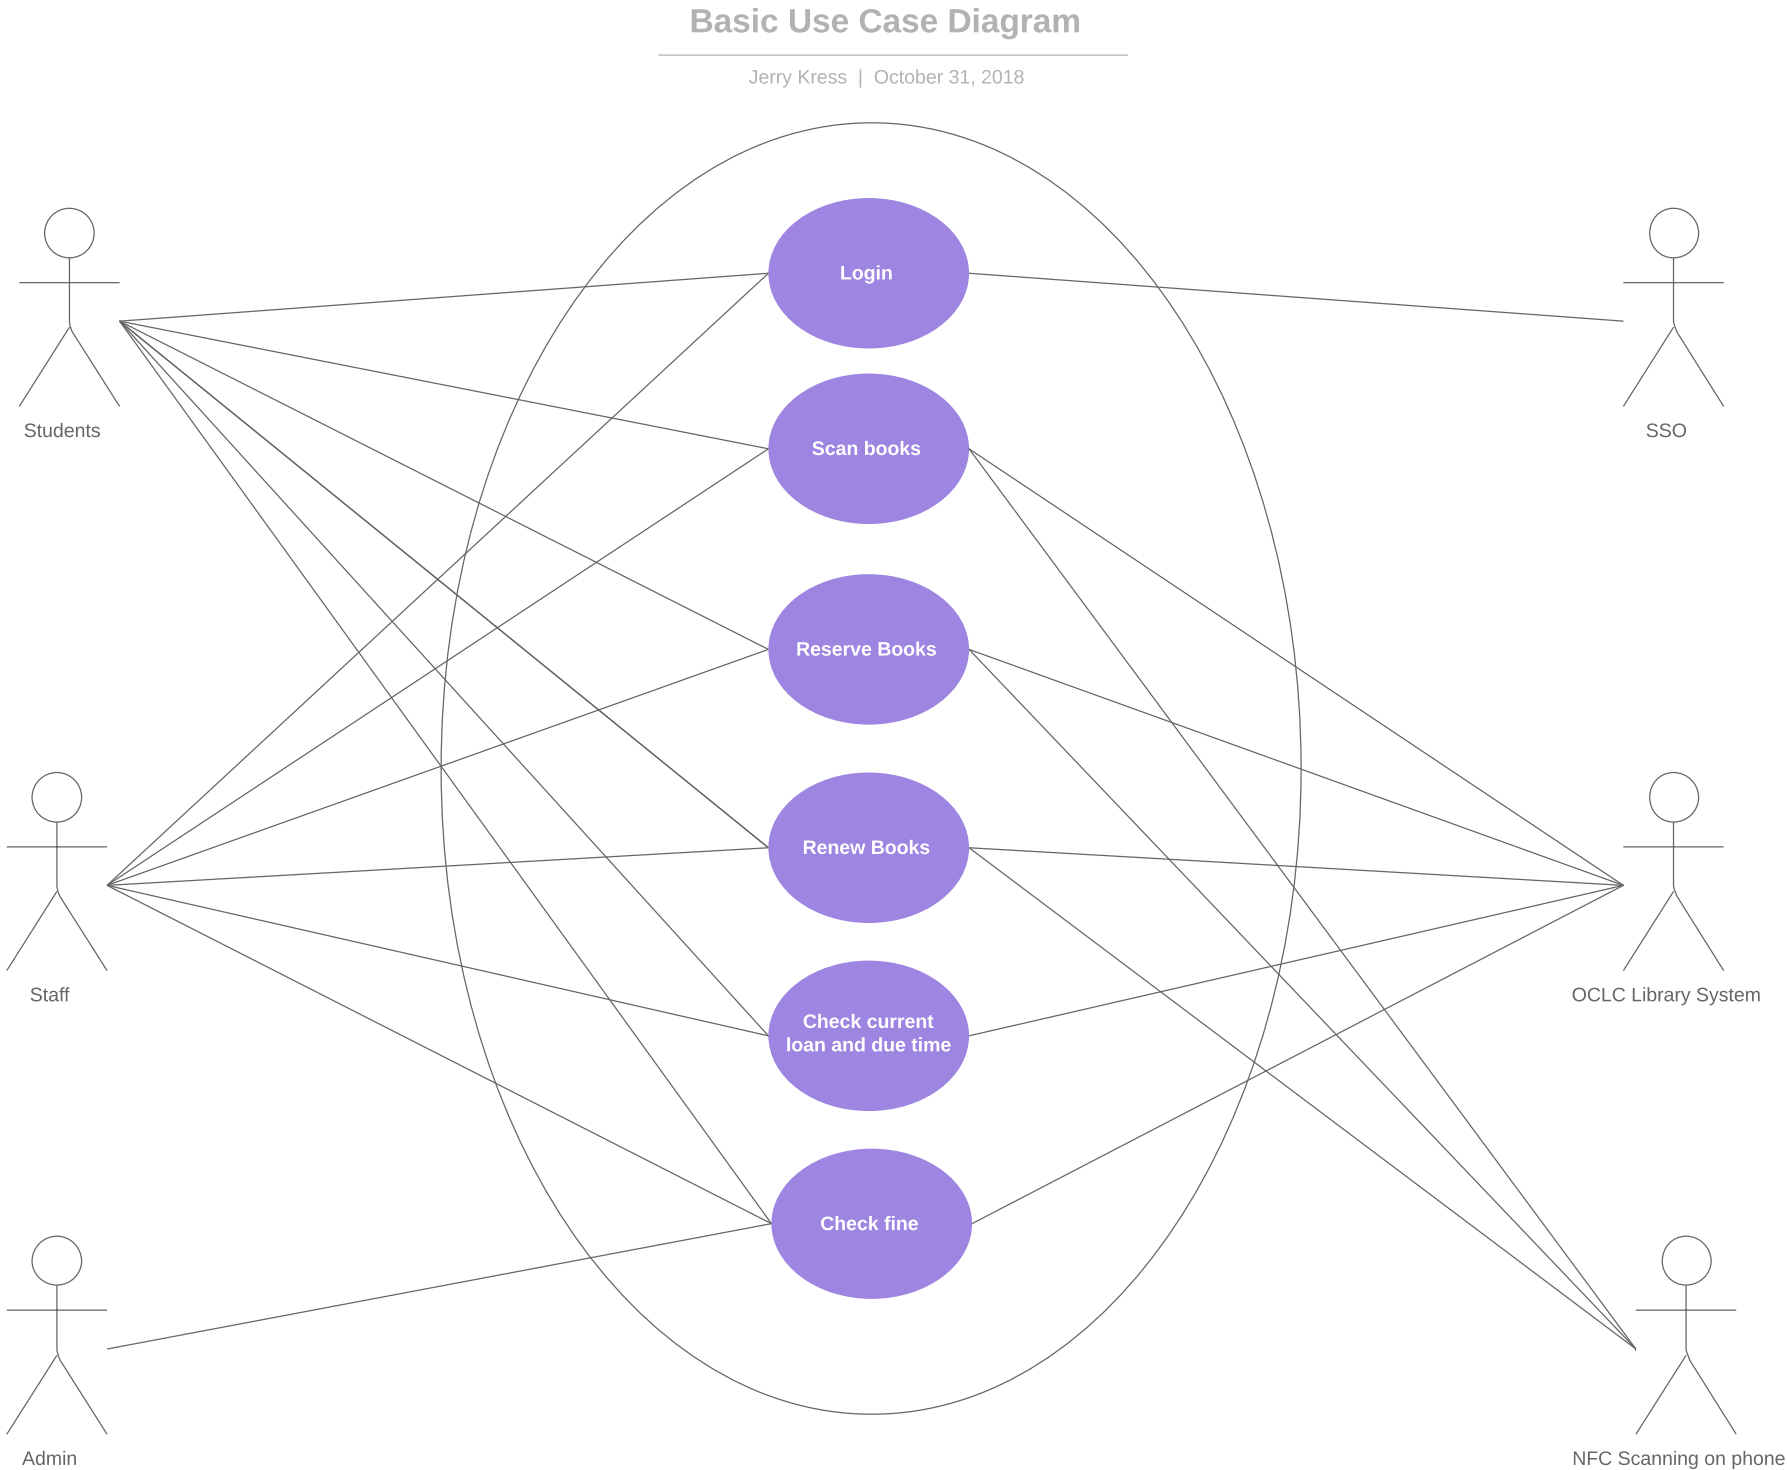 Basic Use Case Diagram
Jerry Kress | October 31, 2018
Login
Students
SSO
Scan books
Reserve Books
Renew Books
Staff
OCLC Library System
Check current
loan and due time
Check fine
Admin
NFC Scanning on phone